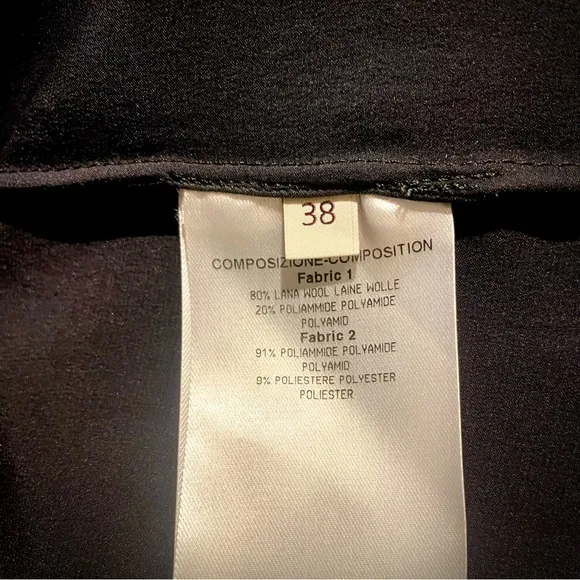 38
COMPOSIZIONE-COMPOSITION
Fabric 1
80% LANA WOOL LAINE WOLLE
20% POLIAMMIDE POLYAMIDE
POLYAMID
Fabric 2
91% POLIAMMIDE POLYAMIDE
POLYAMID
9% POLIESTERE POLYESTER
POLIESTER